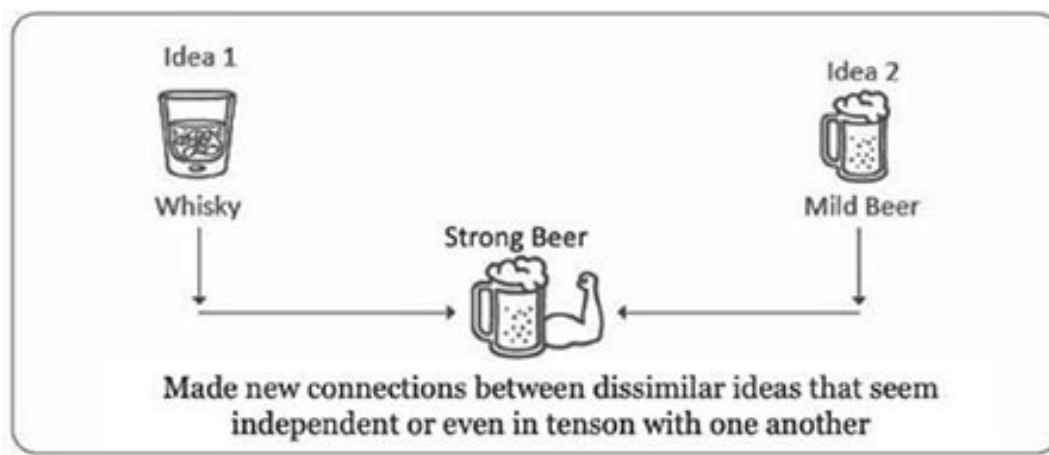 Idea 1
Idea 2
Whisky
Mild Beer
Strong Beer
Made new connections between dissimilar ideas that seem
independent or even in tenson with one another